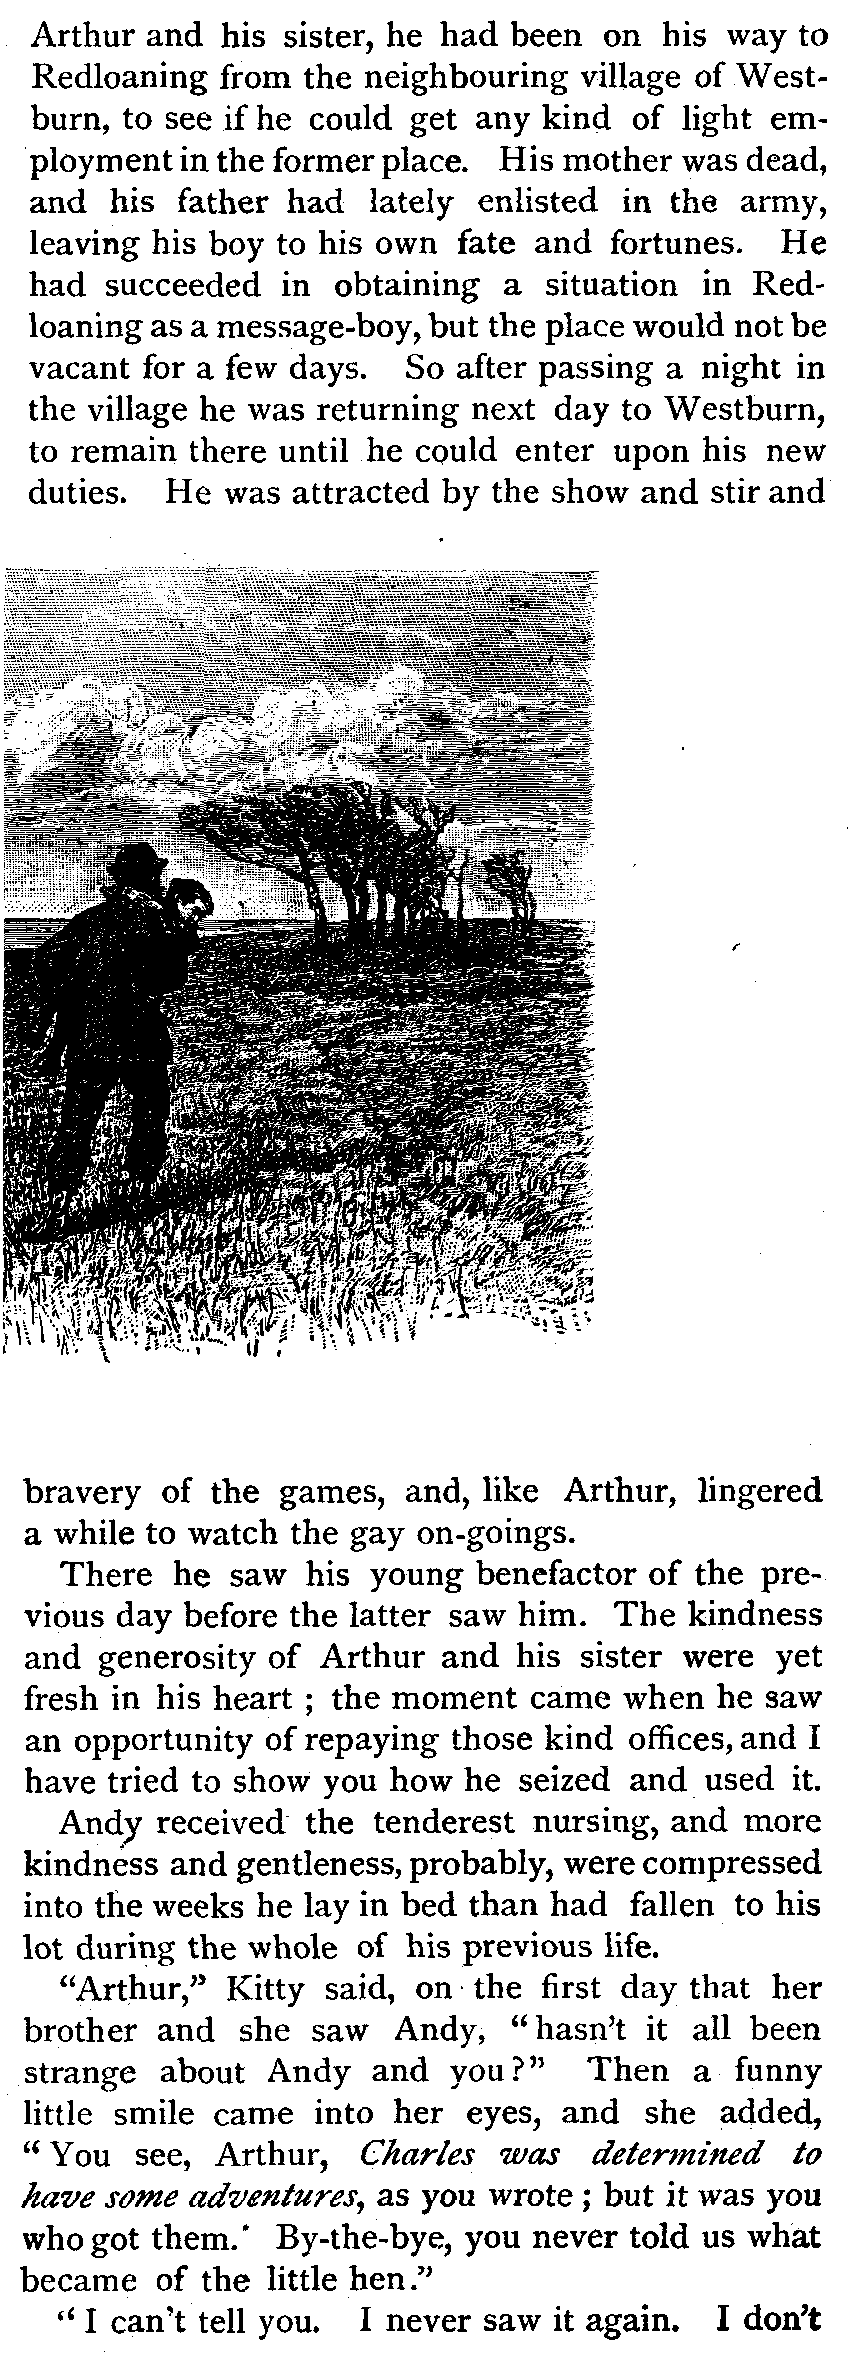 Arthur and his sister, he had been on his way to
Redloaning from the neighbouring village of West-
burn, to see if he could get any kind of light em-
ployment in the former place. His mother was dead,
and his father had lately enlisted in the army,
leaving his boy to his own fate and fortunes. He
had succeeded in obtaining a situation in Red-
loaning as a message-boy, but the place would not be
vacant for a few days. So after passing a night in
the village he was returning next day to Westburn,
to remain there until he could enter upon his new
duties. He was attracted by the show and stir and
bravery of the games, and, like Arthur, lingered
a while to watch the gay on-goings.
There he saw his young benefactor of the pre-
vious day before the latter saw him. The kindness
and generosity of Arthur and his sister were yet
fresh in his heart ; the moment came when he saw
an opportunity of repaying those kind offices, and I
have tried to show you how he seized and used it.
Andy received the tenderest nursing, and more
kindness and gentleness, probably, were compressed
into the weeks he lay in bed than had fallen to his
lot during the whole of his previous life.
“Arthur,” Kitty said, on the first day that her
brother and she saw Andy, “hasn't it all been
strange about Andy and you?” Then a funny
little smile came into her eyes, and she added,
“You see, Arthur, Charles was determined to
have some adventures, as you wrote ; but it was you
who got them. By-the-bye, you never told us what
became of the little hen.”
“I can't tell you. I never saw it again. I don't